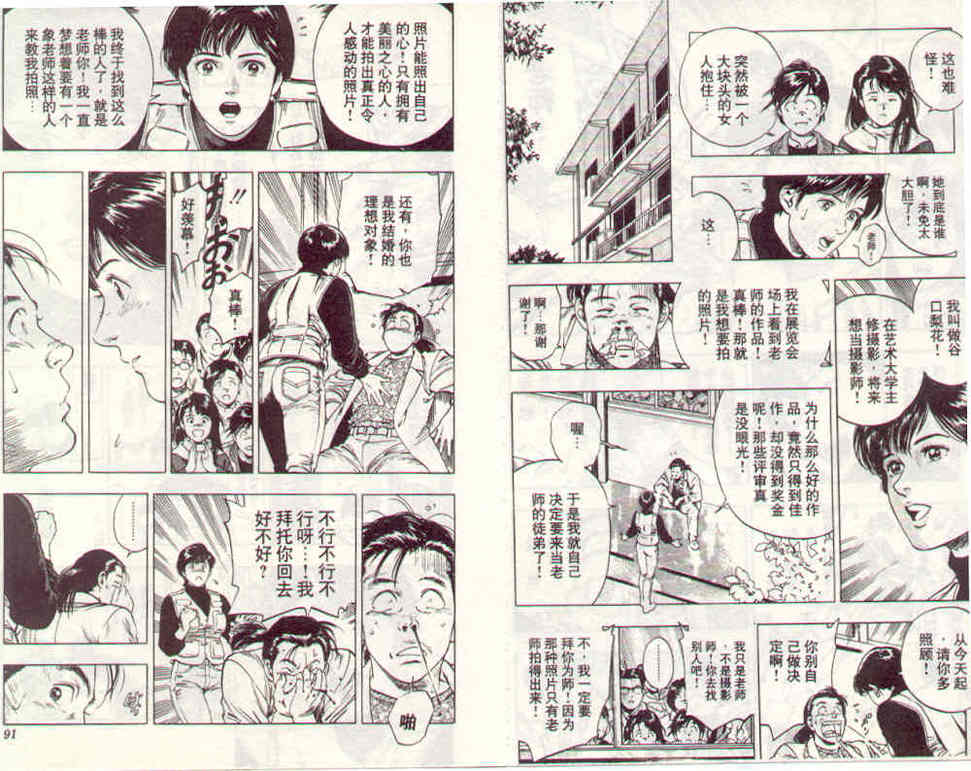 这也难
怪！
突然被一个
大块头的女
人抱住…
她到底是谁
啊，未免太
大胆了！
老师！
这…
我叫做谷
口梨花！
在艺术大学主
修摄影，将来
想当摄影师！
我在展览会
场上看到老
师的作品！
真棒！那就
是我想要拍
的照片！
啊…那谢
谢了！
为什么那么好的作
品，竟然只得到佳
作，却没得到奖金
呢！那些评审真
是没眼光！
喔…
于是我就自己
决定要来当老
师的徒弟了！
从今天起
，请你多
照顾！
你别自
己做决
定啊！
我只是老师
，不是摄影
师！你去找
别人吧！
…………
不，我一定要
拜你为师！因为
那种照片只有老
师拍得出来！
照片能照出自己
的心！只有拥有
美丽之心的人，
才能拍出真正令
人感动的照片！
我终于找到这么
棒的人了，就是
老师你！我一直
梦想着要有一个
象老师这样的人
来教我拍照…
还有，你也
是我结婚的
理想对象！
好羡慕！
真棒！
啪
不行不行不
行呀…！我
拜托你回去
好不好？
………
91